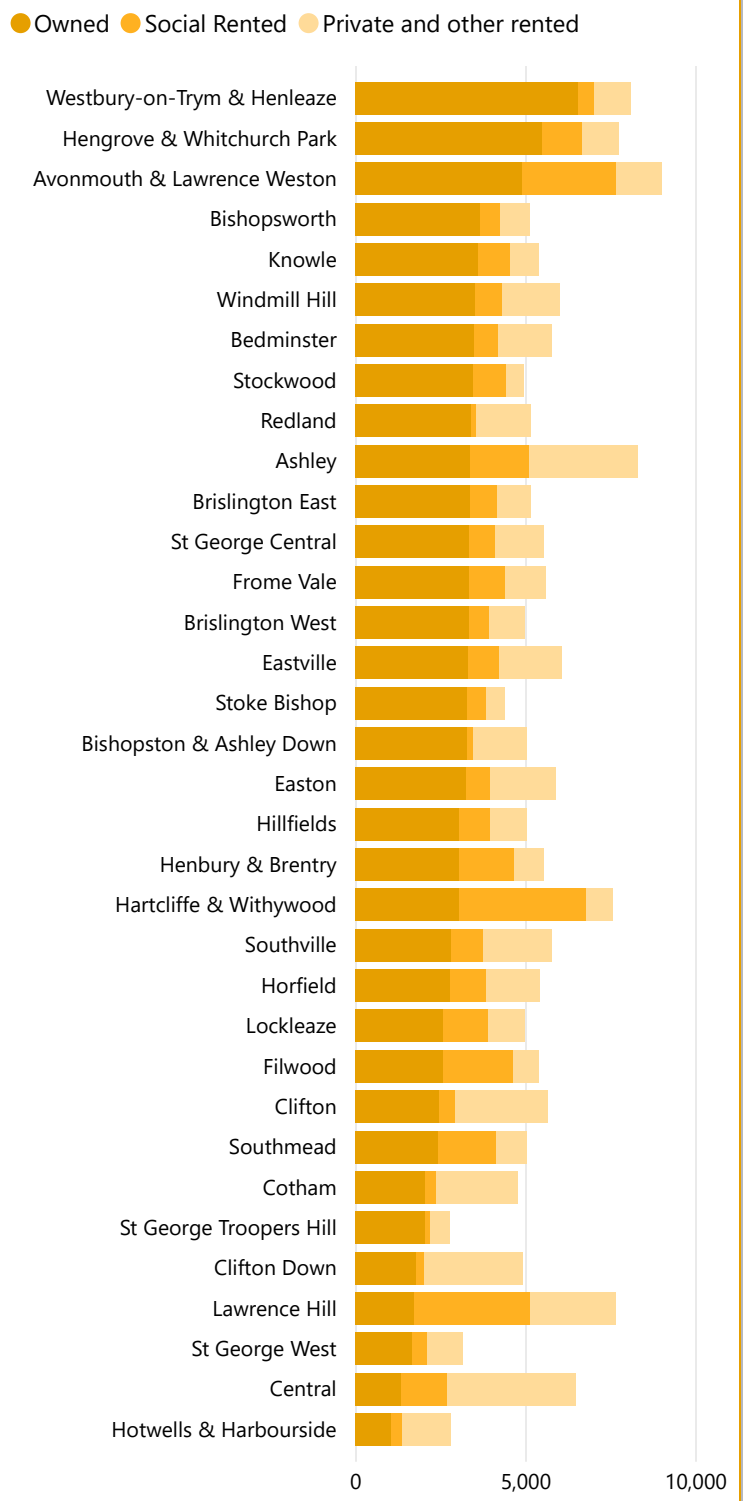 Owned Social Rented Private and other rented
Westbury-on-Trym & Henleaze
Hengrove & Whitchurch Park
Avonmouth & Lawrence Weston
Bishopsworth
Knowle
Windmill Hill
Bedminster
Stockwood
Redland
Ashley
Brislington East
St George Central
Frome Vale
Brislington West
Eastville
Stoke Bishop
Bishopston & Ashley Down
Easton
Hillfields
Henbury & Brentry
Hartcliffe & Withywood
Southville
Horfield
Lockleaze
Filwood
Clifton
Southmead
Cotham
St George Troopers Hill
Clifton Down
Lawrence Hill
St George West
Central
Hotwells & Harbourside
0 5,000 10,000